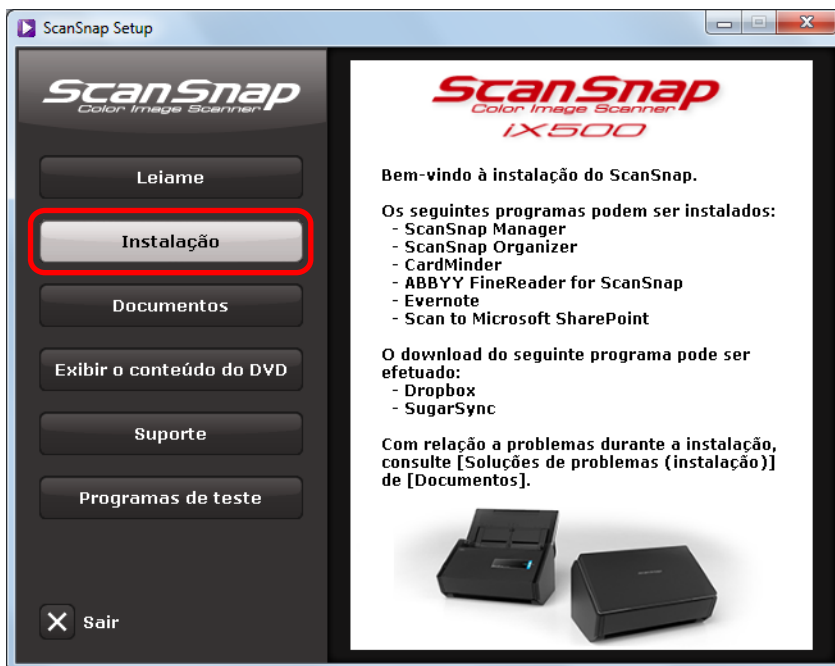 ScanSnap Setup
ScanSnap
Color Image Scanner
Leiame
Instalação
Documentos
Exibir o conteúdo do DVD
Suporte
Programas de teste
Sair
ScanSnap
Color Image Scanner
iX500
Bem-vindo à instalação do ScanSnap.
Os seguintes programas podem ser instalados:
- ScanSnap Manager
- ScanSnap Organizer
- CardMinder
- ABBYY FineReader for ScanSnap
- Evernote
- Scan to Microsoft SharePoint
O download do seguinte programa pode ser
efetuado:
- Dropbox
- SugarSync
Com relação a problemas durante a instalação,
consulte [Soluções de problemas (instalação)]
de [Documentos].